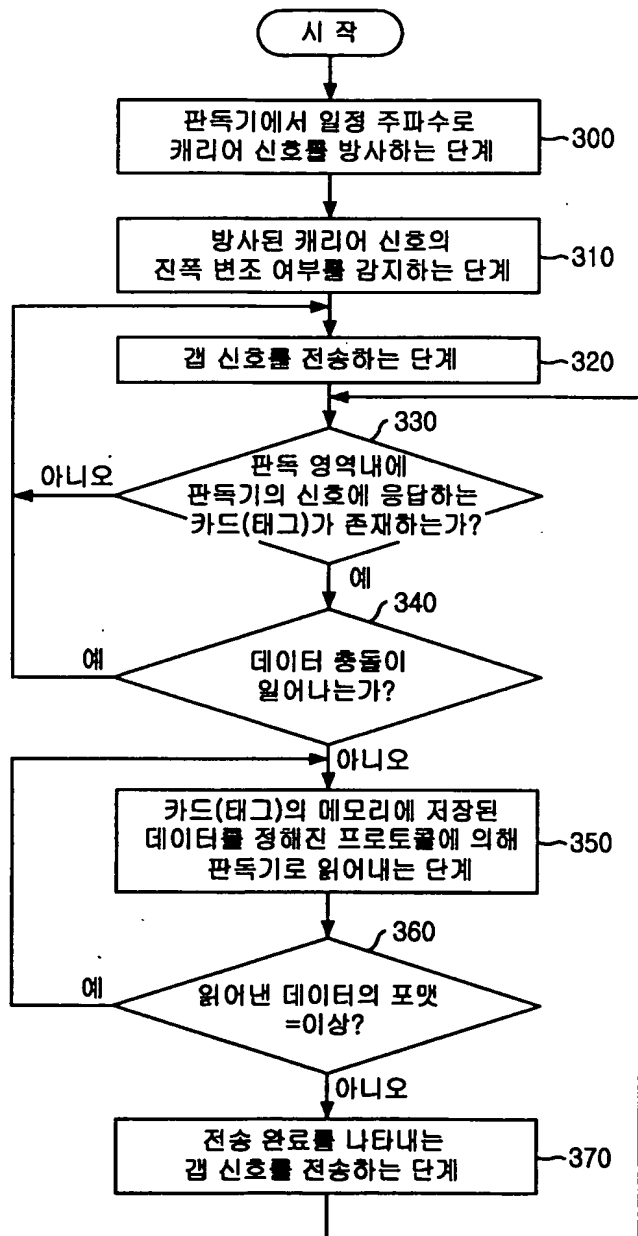 시 작
판독기에서 일정 주파수로
캐리어 신호를 방사하는 단계
300
방사된 캐리어 신호의
진폭 변조 여부를 감지하는 단계
310
갭 신호를 전송하는 단계
320
330
아니오
판독 영역내에
판독기의 신호에 응답하는
카드(태그)가 존재하는가?
예
340
예
데이터 충돌이
일어나는가?
아니오
카드(태그)의 메모리에 저장된
데이터를 정해진 프로토콜에 의해
판독기로 읽어내는 단계
350
360
예
읽어낸 데이터의 포맷
=이상?
아니오
전송 완료를 나타내는
갭 신호를 전송하는 단계
370